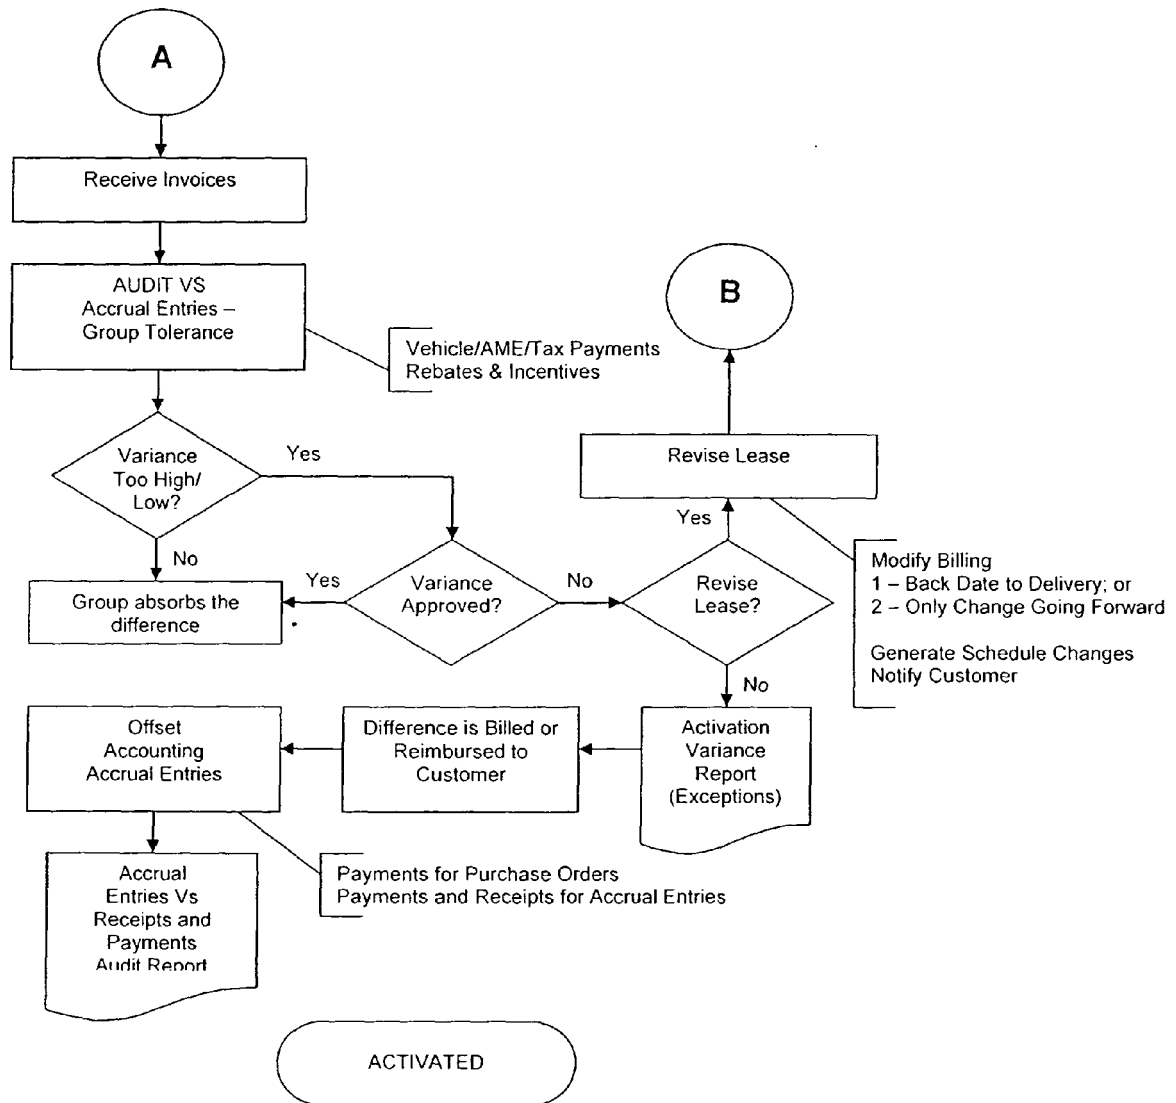 A
Receive Invoices
AUDIT VS
Accrual Entries –
Group Tolerance
Vehicle/AME/Tax Payments
Rebates & Incentives
B
Variance
Too High/
Low?
Yes
No
Revise Lease
Yes
Modify Billing
1 – Back Date to Delivery; or
2 – Only Change Going Forward
Generate Schedule Changes
Notify Customer
Group absorbs the
difference
Yes
Variance
Approved?
No
Revise
Lease?
No
Offset
Accounting
Accrual Entries
Difference is Billed or
Reimbursed to
Customer
Activation
Variance
Report
(Exceptions)
Payments for Purchase Orders
Payments and Receipts for Accrual Entries
Accrual
Entries Vs
Receipts and
Payments
Audit Report
ACTIVATED